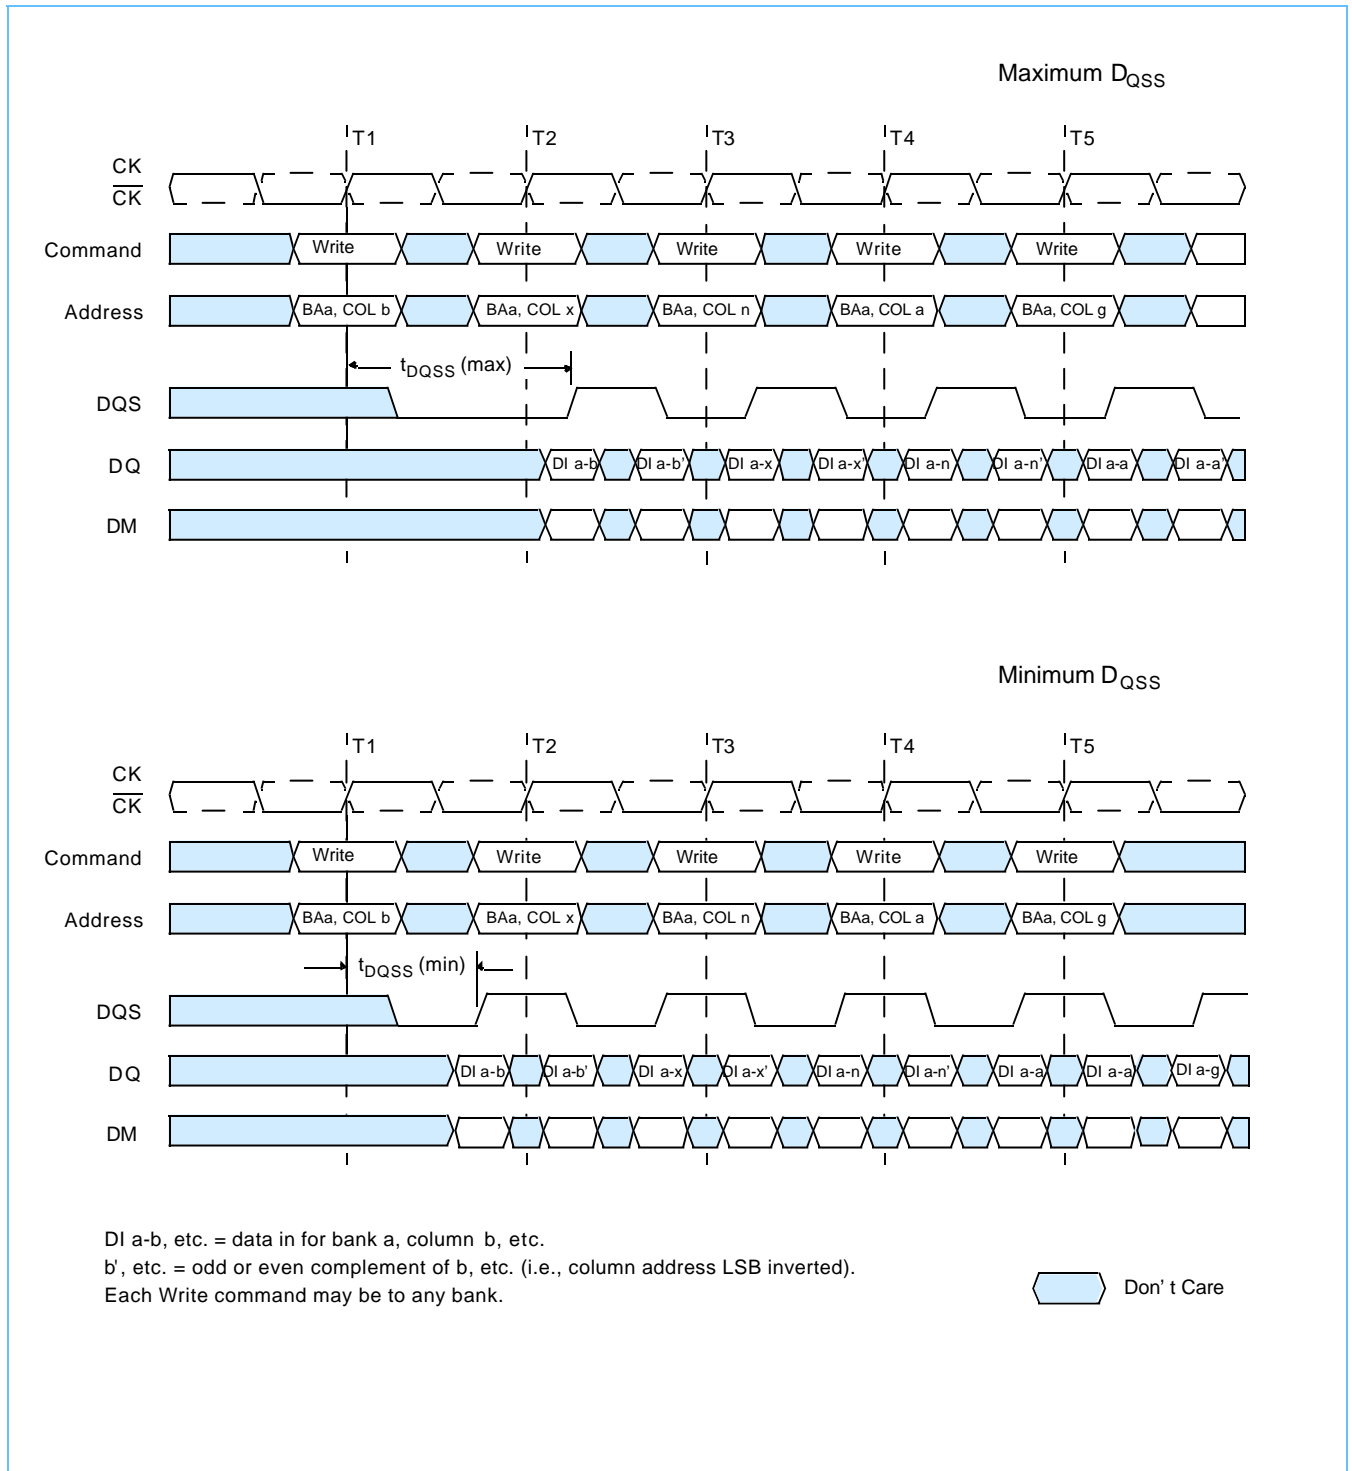 Maximum DQSS
T1 T2 T3 T4 T5
CK
CK
Command Write Write Write Write Write
Address BAa, COL b BAa, COL x BAa, COL n BAa, COL a BAa, COL g
tDQSS (max)
DQS
DQ DI a-b DI a-b' DI a-x DI a-x' DI a-n DI a-n' DI a-a DI a-a'
DM
Minimum DQSS
T1 T2 T3 T4 T5
CK
CK
Command Write Write Write Write Write
Address BAa, COL b BAa, COL x BAa, COL n BAa, COL a BAa, COL g
tDQSS (min)
DQS
DQ DI a-b DI a-b' DI a-x DI a-x' DI a-n DI a-n' DI a-a DI a-a DI a-g
DM
DI a-b, etc. = data in for bank a, column b, etc.
b', etc. = odd or even complement of b, etc. (i.e., column address LSB inverted).
Each Write command may be to any bank.
Don' t Care